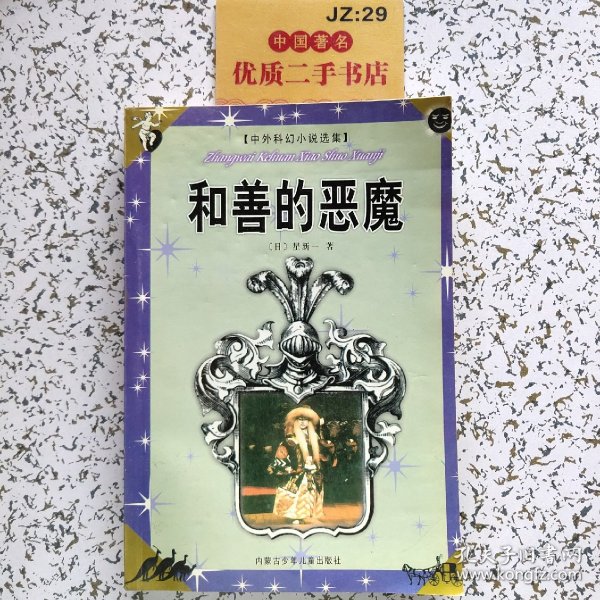 JZ:29
中国著名
优质二手书店
【中外科幻小说选集】
Zhongwai Kehuan Xiao Shuo Xuanji
和善的恶魔
〔日〕星新一 著
内蒙古少年儿童出版社
孔夫子旧书网
www.kongfz.com